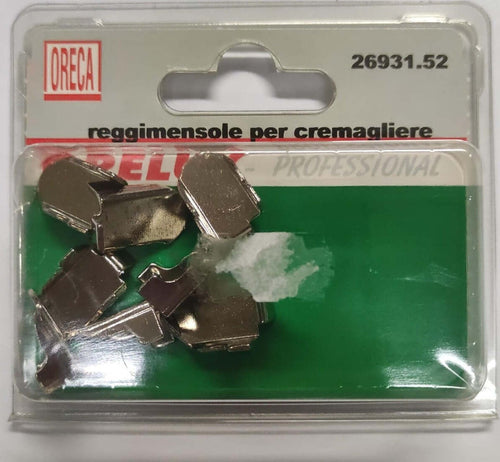 ORECA
26931.52
reggimensole per cremagliere
PROFESSIONAL